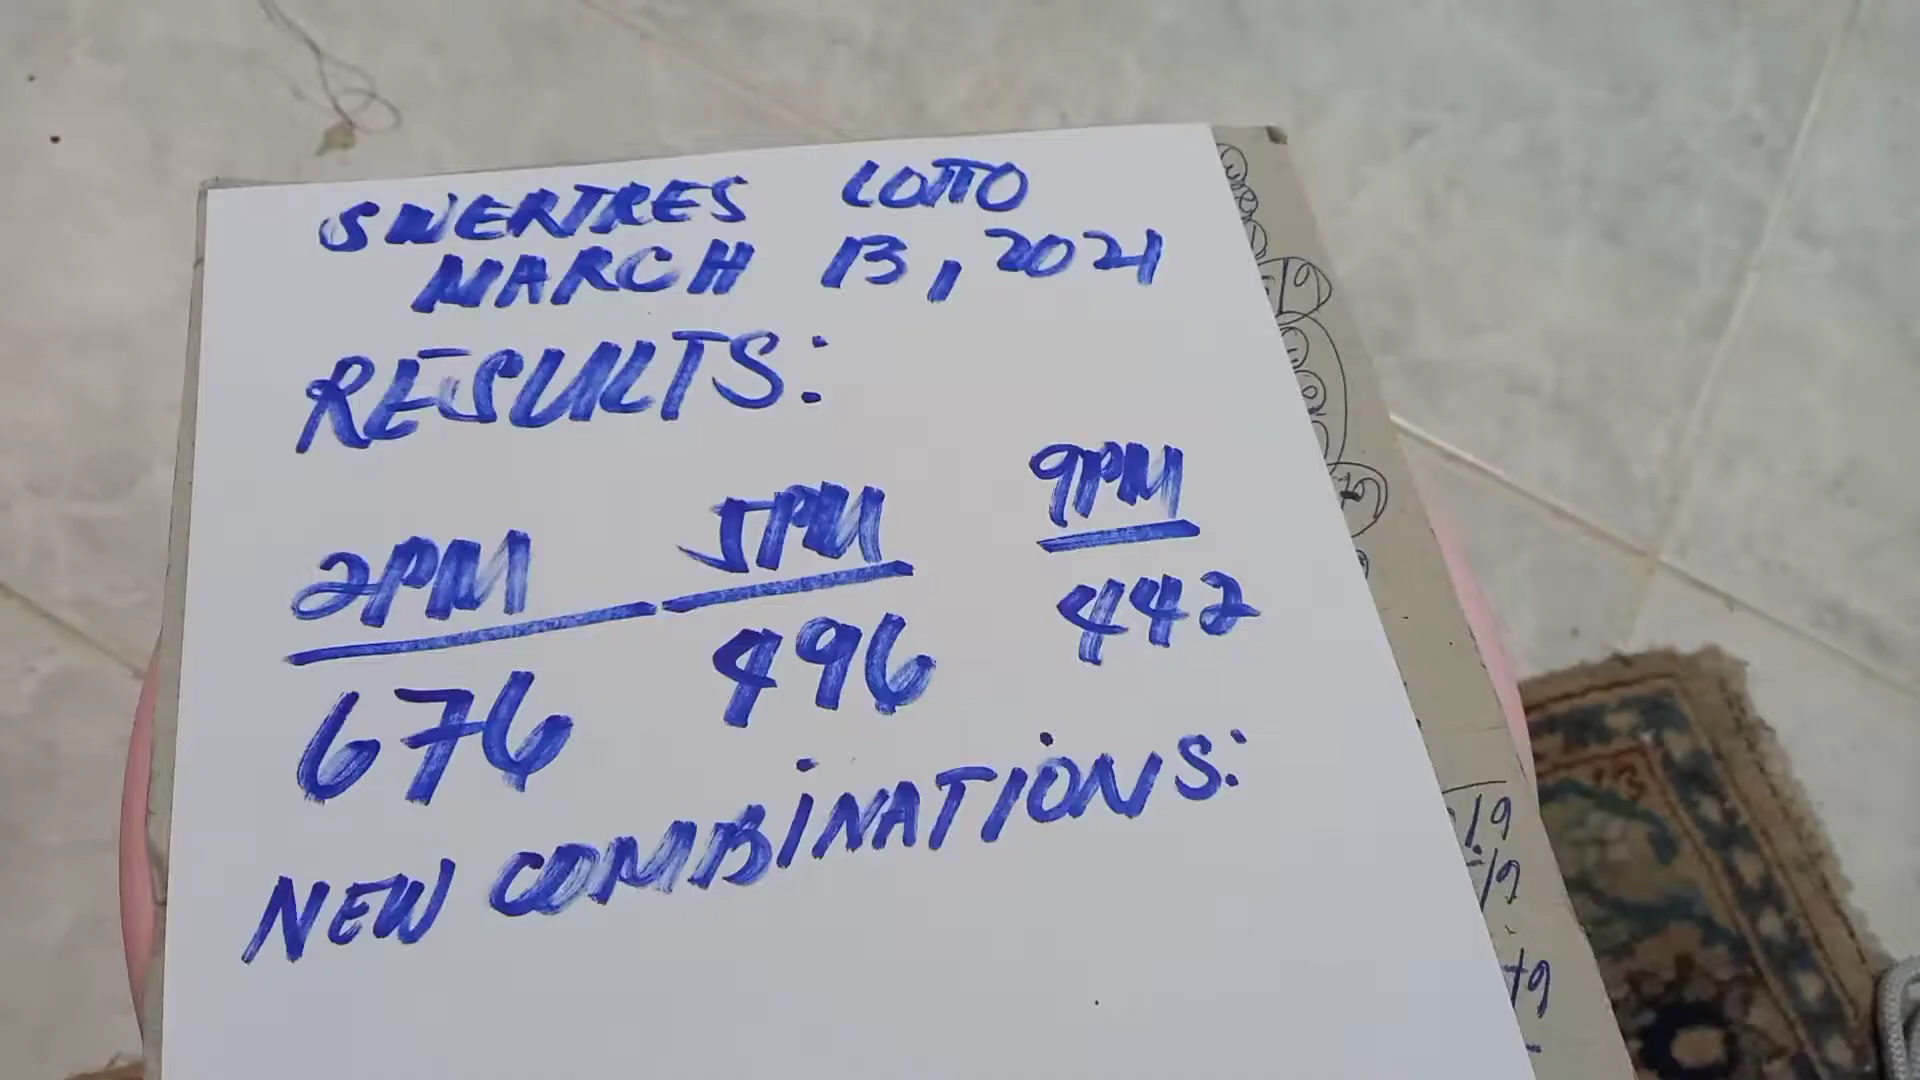 SWERTRES LOTTO
MARCH 13, 2021
RESULTS:
2PM 5PM 9PM
676 496 442
NEW COMBINATIONS: